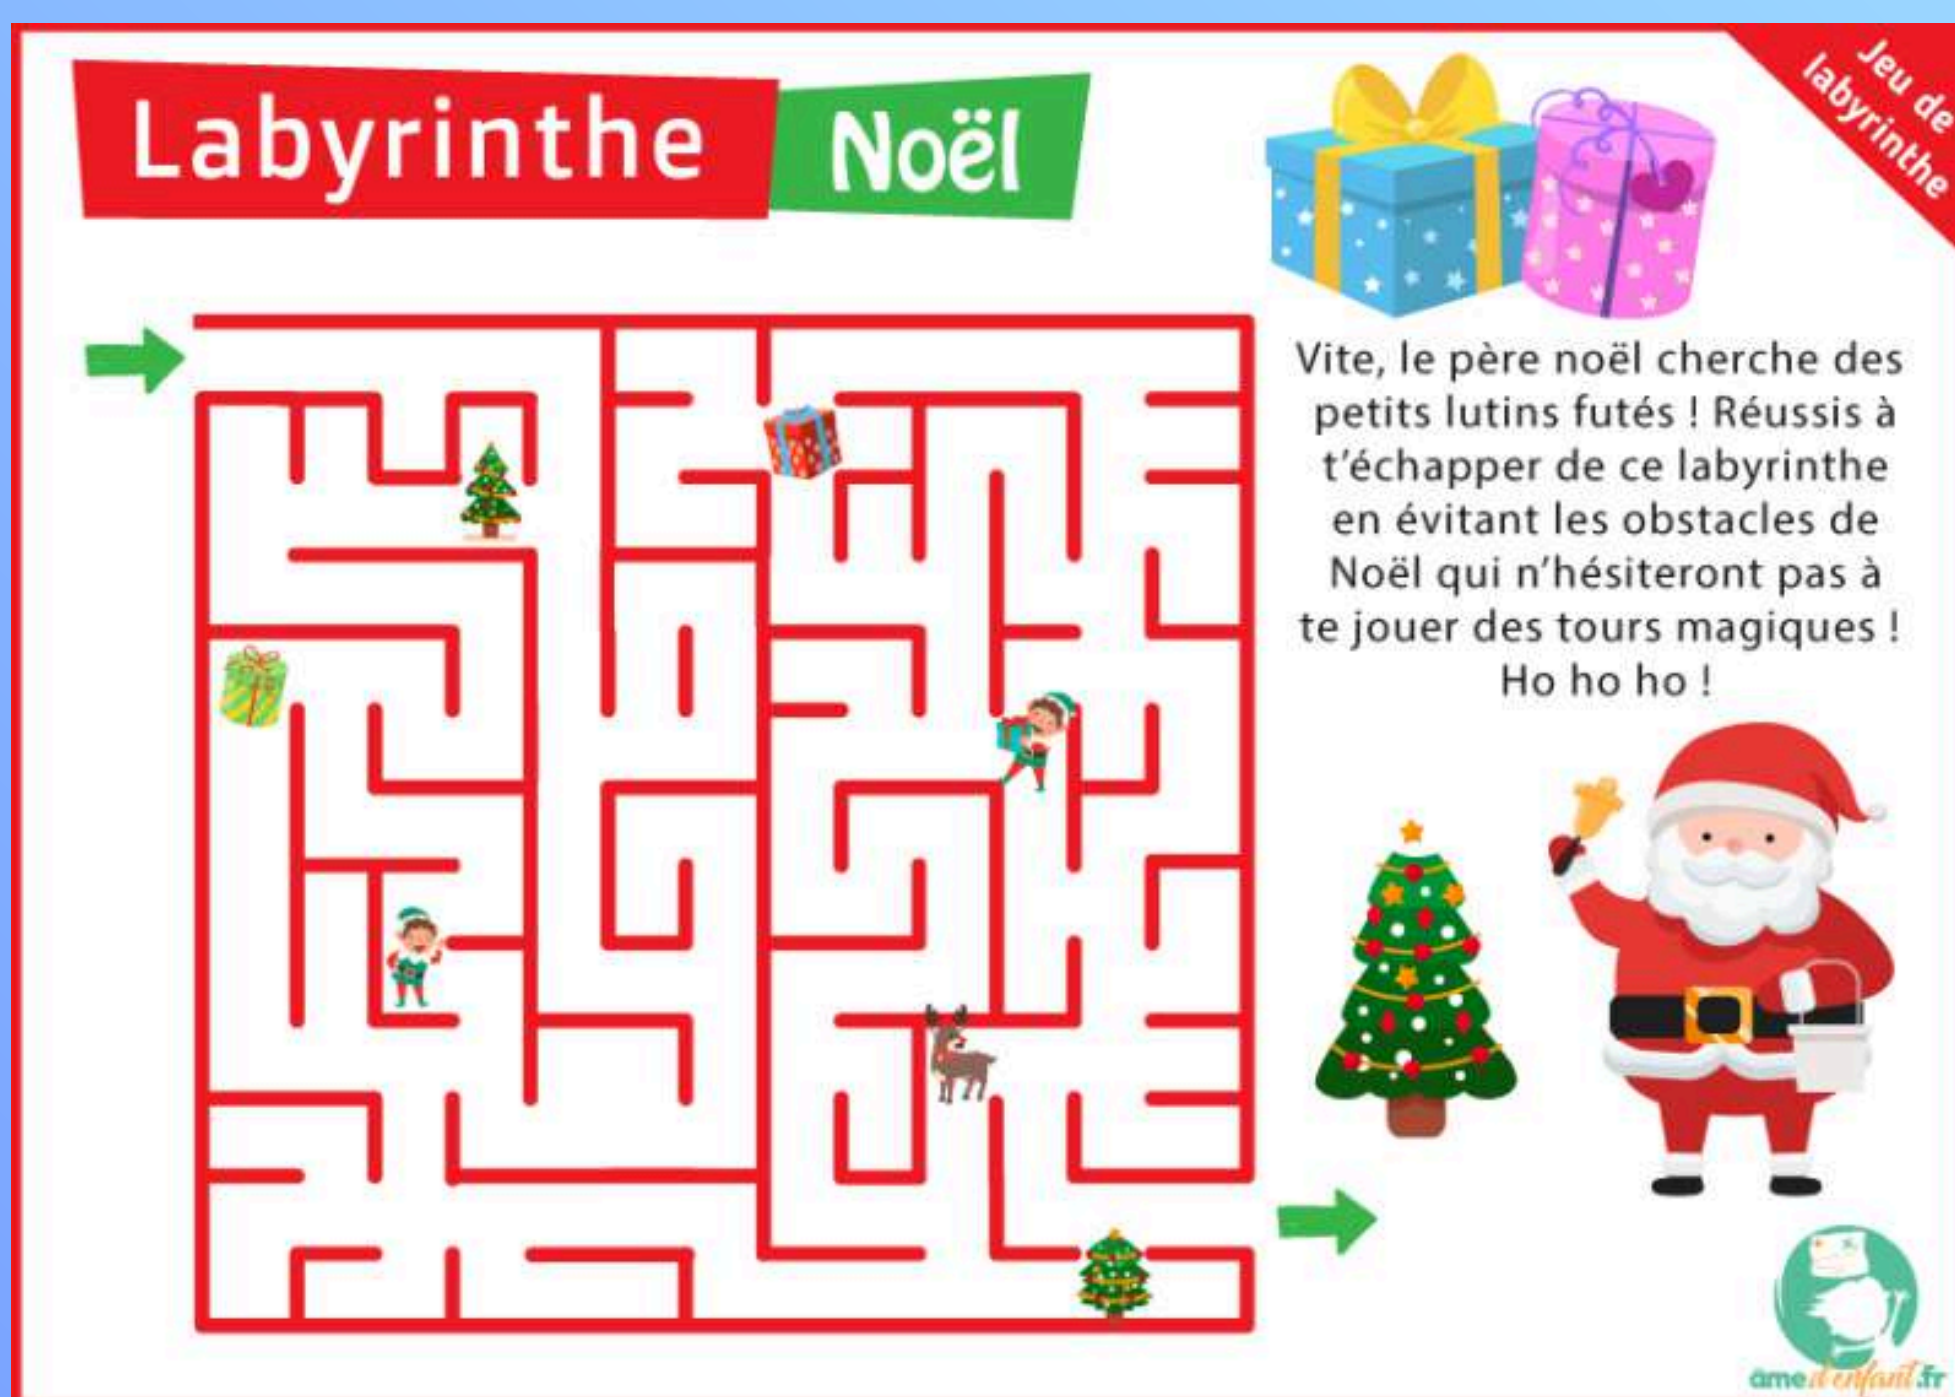 Labyrinthe Noël
Jeu de
labyrinthe
Vite, le père noël cherche des
petits lutins futés ! Réussis à
t'échapper de ce labyrinthe
en évitant les obstacles de
Noël qui n'hésiteront pas à
te jouer des tours magiques !
Ho ho ho !
âme d'enfant.fr